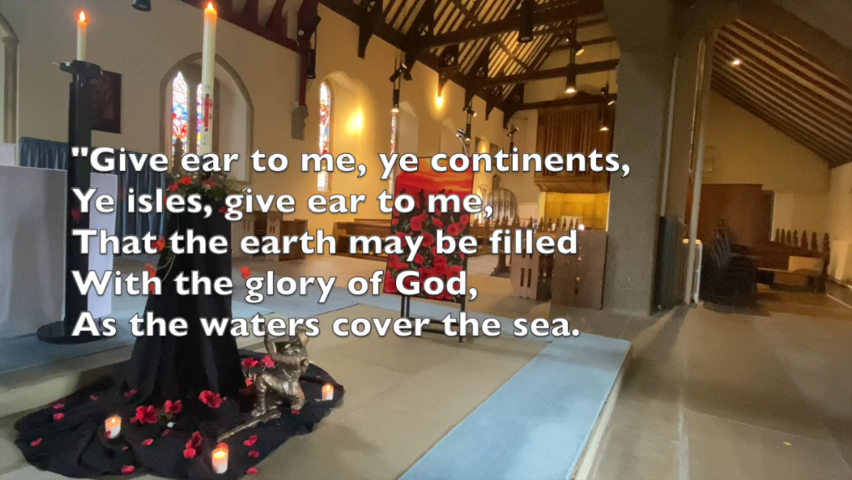 "Give ear to me, ye continents,
Ye isles, give ear to me,
That the earth may be filled
With the glory of God,
As the waters cover the sea.